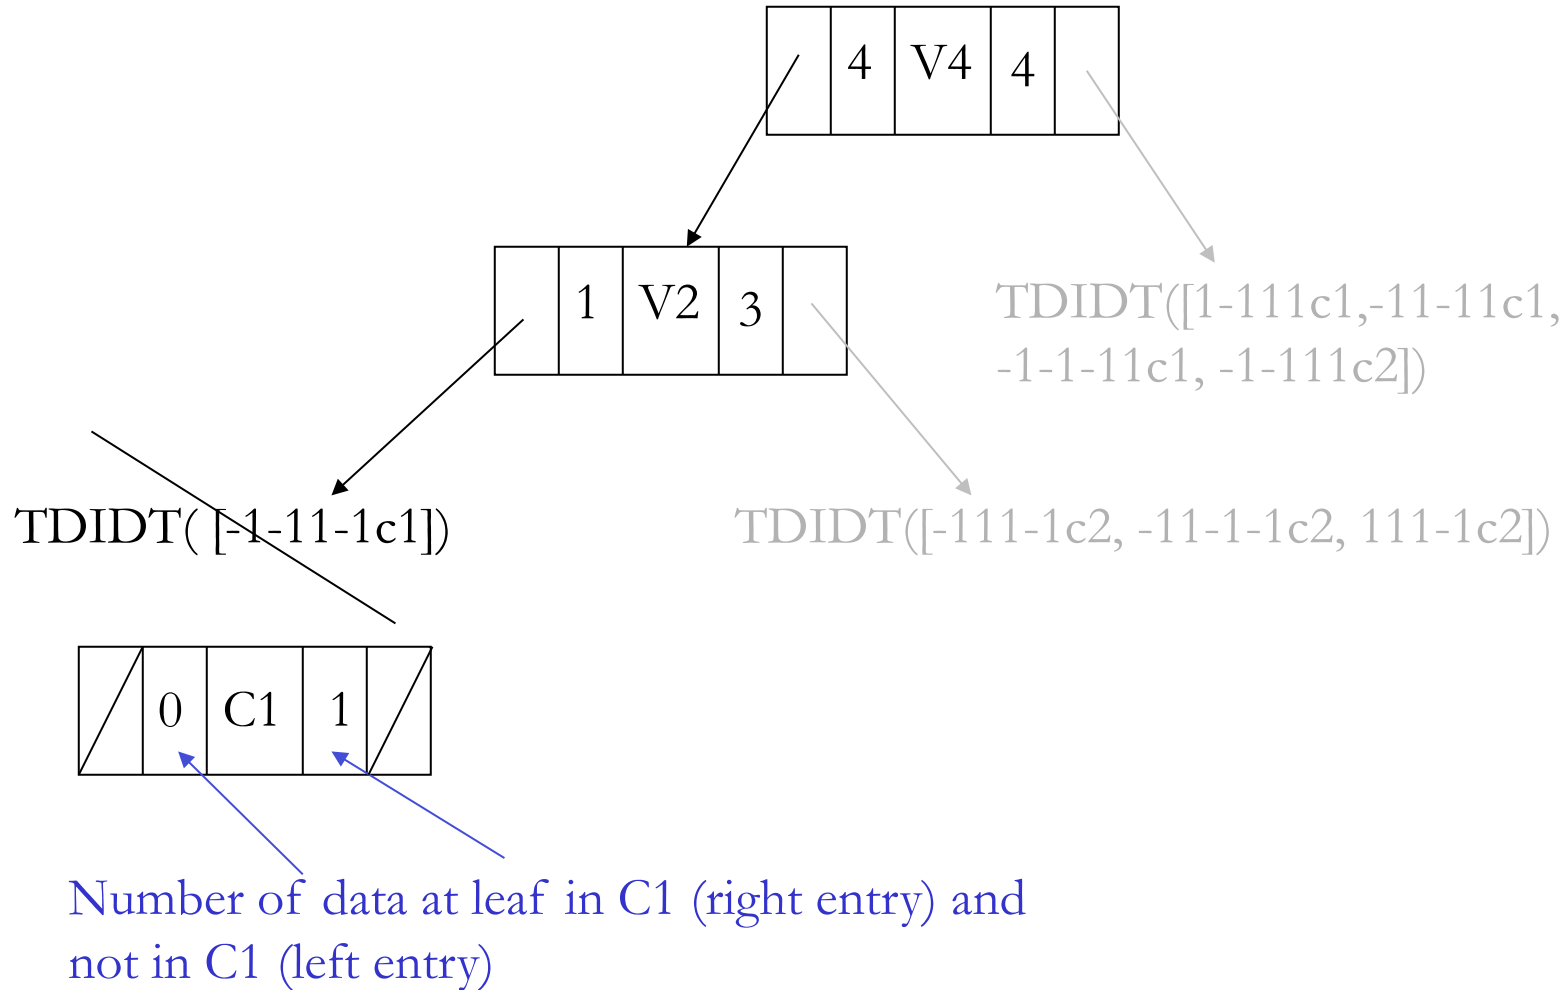 4 V4 4
1 V2 3
TDIDT([1-111c1,-11-11c1,
-1-1-11c1, -1-111c2])
TDIDT( [-1-11-1c1])
TDIDT([-111-1c2, -11-1-1c2, 111-1c2])
0 C1 1
Number of data at leaf in C1 (right entry) and
not in C1 (left entry)